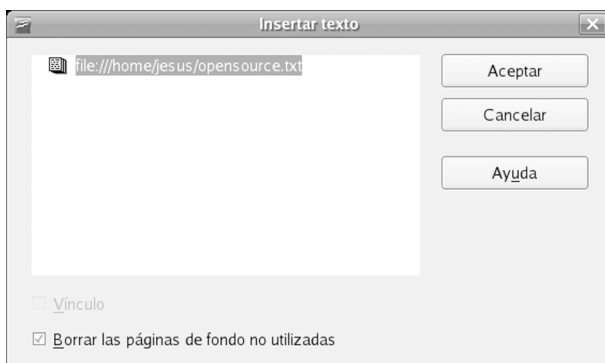 Insertar texto
file:///home/jesus/opensource.txt
Aceptar
Cancelar
Ayuda
Vínculo
Borrar las páginas de fondo no utilizadas